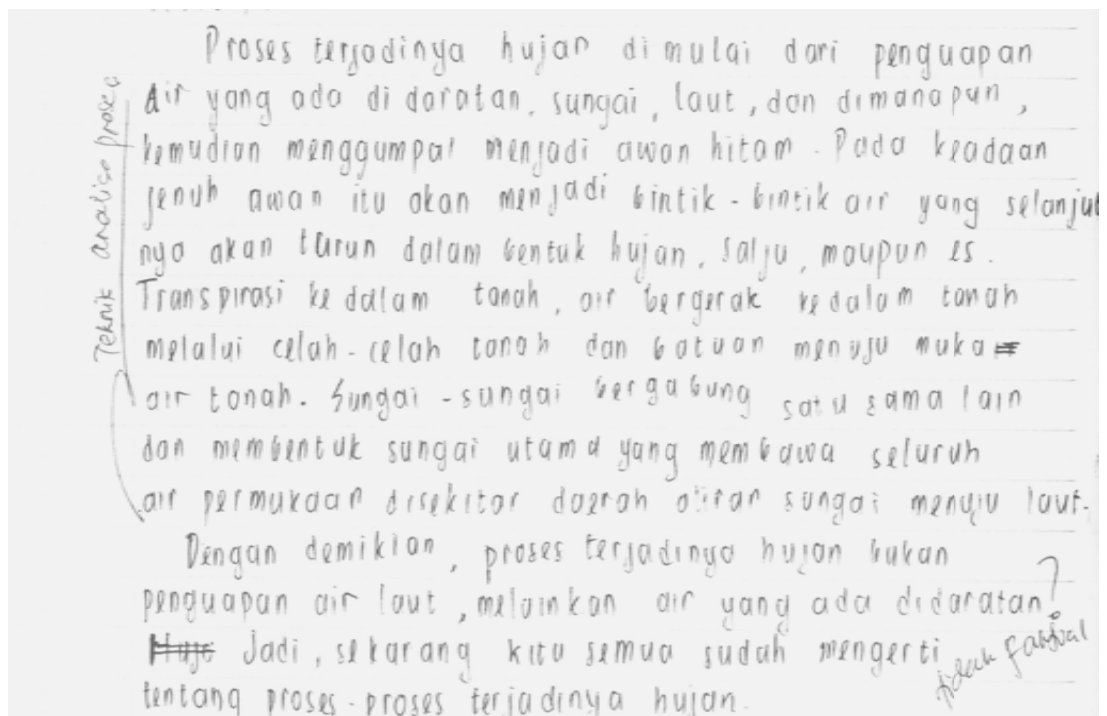 Proses terjadinya hujan di mulai dari penguapan
Air yang ada di daratan, sungai, laut, dan dimanapun,
kemudian menggumpal menjadi awan hitam. Pada keadaan
jenuh awan itu akan menjadi bintik-bintik air yang selanjut
nya akan turun dalam bentuk hujan, salju, maupun es.
Transpirasi ke dalam tanah, air bergerak kedalam tanah
melalui celah-celah tanah dan batuan menuju muka
air tanah. Sungai-sungai bergabung satu sama lain
dan membentuk sungai utama yang membawa seluruh
air permukaan disekitar daerah aliran sungai menuju laut.
Dengan demikian, proses terjadinya hujan bukan
penguapan air laut, melainkan air yang ada didaratan?
Jadi, sekarang kita semua sudah mengerti
tentang proses-proses terjadinya hujan.
Teknik analisa proses
tidak